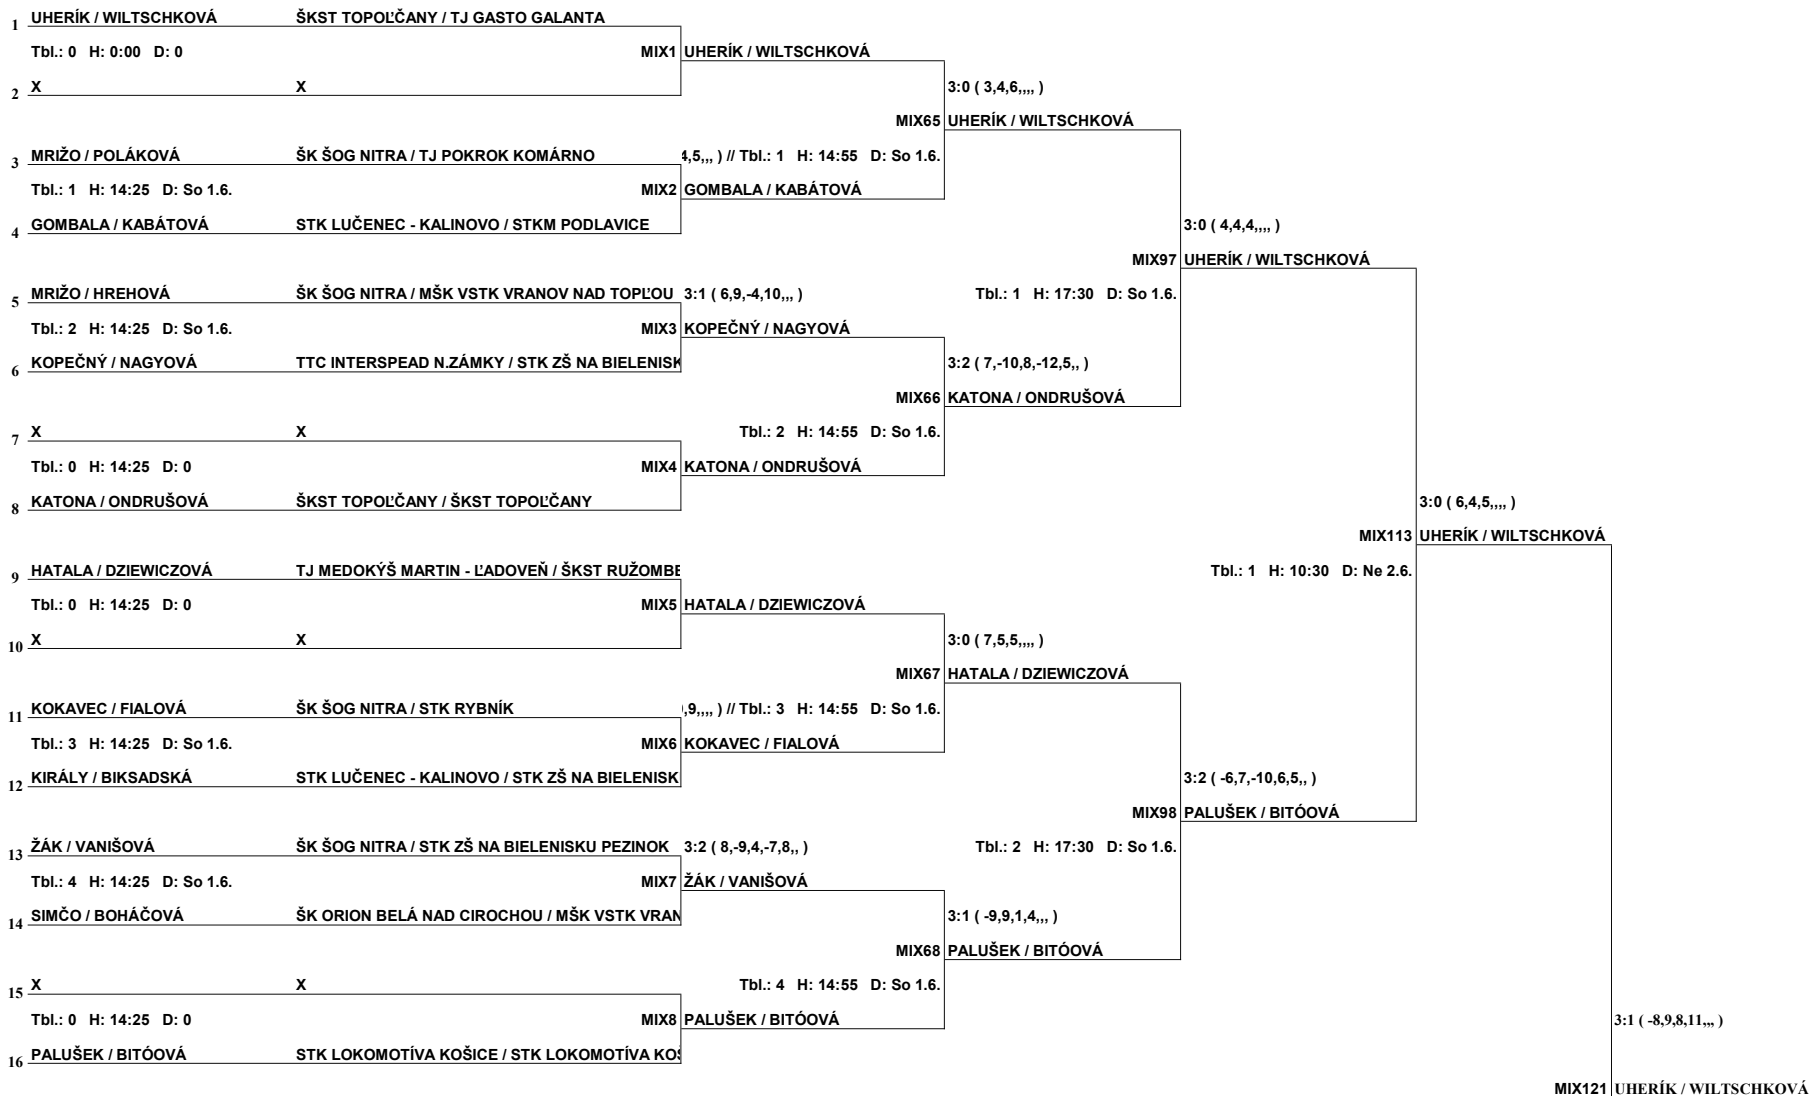 1 UHERÍK / WILTSCHKOVÁ ŠKST TOPOĽČANY / TJ GASTO GALANTA
Tbl.: 0 H: 0:00 D: 0 MIX1 UHERÍK / WILTSCHKOVÁ
2 X X 3:0 ( 3,4,6,,,, )
MIX65 UHERÍK / WILTSCHKOVÁ
3 MRIŽO / POLÁKOVÁ ŠK ŠOG NITRA / TJ POKROK KOMÁRNO 4,5,,, ) // Tbl.: 1 H: 14:55 D: So 1.6.
Tbl.: 1 H: 14:25 D: So 1.6. MIX2 GOMBALA / KABÁTOVÁ
4 GOMBALA / KABÁTOVÁ STK LUČENEC - KALINOVO / STKM PODLAVICE 3:0 ( 4,4,4,,,, )
MIX97 UHERÍK / WILTSCHKOVÁ
5 MRIŽO / HREHOVÁ ŠK ŠOG NITRA / MŠK VSTK VRANOV NAD TOPĽOU 3:1 ( 6,9,-4,10,,, ) Tbl.: 1 H: 17:30 D: So 1.6.
Tbl.: 2 H: 14:25 D: So 1.6. MIX3 KOPEČNÝ / NAGYOVÁ
6 KOPEČNÝ / NAGYOVÁ TTC INTERSPEAD N.ZÁMKY / STK ZŠ NA BIELENISK 3:2 ( 7,-10,8,-12,5,, )
MIX66 KATONA / ONDRUŠOVÁ
7 X X Tbl.: 2 H: 14:55 D: So 1.6.
Tbl.: 0 H: 14:25 D: 0 MIX4 KATONA / ONDRUŠOVÁ
8 KATONA / ONDRUŠOVÁ ŠKST TOPOĽČANY / ŠKST TOPOĽČANY 3:0 ( 6,4,5,,,, )
MIX113 UHERÍK / WILTSCHKOVÁ
9 HATALA / DZIEWICZOVÁ TJ MEDOKÝŠ MARTIN - ĽADOVEŇ / ŠKST RUŽOMBE Tbl.: 1 H: 10:30 D: Ne 2.6.
Tbl.: 0 H: 14:25 D: 0 MIX5 HATALA / DZIEWICZOVÁ
10 X X 3:0 ( 7,5,5,,,, )
MIX67 HATALA / DZIEWICZOVÁ
11 KOKAVEC / FIALOVÁ ŠK ŠOG NITRA / STK RYBNÍK ,9,,,, ) // Tbl.: 3 H: 14:55 D: So 1.6.
Tbl.: 3 H: 14:25 D: So 1.6. MIX6 KOKAVEC / FIALOVÁ
12 KIRÁLY / BIKSADSKÁ STK LUČENEC - KALINOVO / STK ZŠ NA BIELENISK 3:2 ( -6,7,-10,6,5,, )
MIX98 PALUŠEK / BITÓOVÁ
13 ŽÁK / VANIŠOVÁ ŠK ŠOG NITRA / STK ZŠ NA BIELENISKU PEZINOK 3:2 ( 8,-9,4,-7,8,, ) Tbl.: 2 H: 17:30 D: So 1.6.
Tbl.: 4 H: 14:25 D: So 1.6. MIX7 ŽÁK / VANIŠOVÁ
14 SIMČO / BOHÁČOVÁ ŠK ORION BELÁ NAD CIROCHOU / MŠK VSTK VRAN 3:1 ( -9,9,1,4,,, )
MIX68 PALUŠEK / BITÓOVÁ
15 X X Tbl.: 4 H: 14:55 D: So 1.6.
Tbl.: 0 H: 14:25 D: 0 MIX8 PALUŠEK / BITÓOVÁ 3:1 ( -8,9,8,11,,, )
16 PALUŠEK / BITÓOVÁ STK LOKOMOTÍVA KOŠICE / STK LOKOMOTÍVA KOŠ
MIX121 UHERÍK / WILTSCHKOVÁ